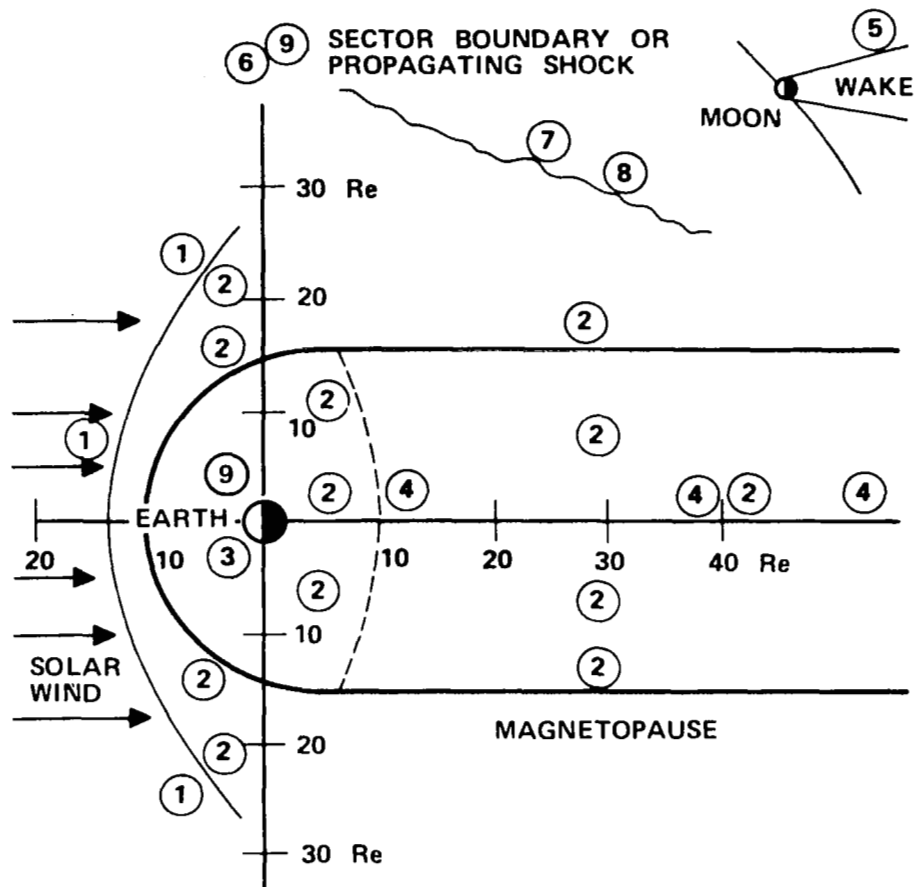 6 9 SECTOR BOUNDARY OR
PROPAGATING SHOCK
5
WAKE
MOON
7
8
30 Re
1
2
20
2
2
2
10
1
2
9
2
4
4 2
4
EARTH
20
10
10
20
30
40 Re
3
2
2
10
SOLAR
WIND
2
2
MAGNETOPAUSE
2
20
1
30 Re